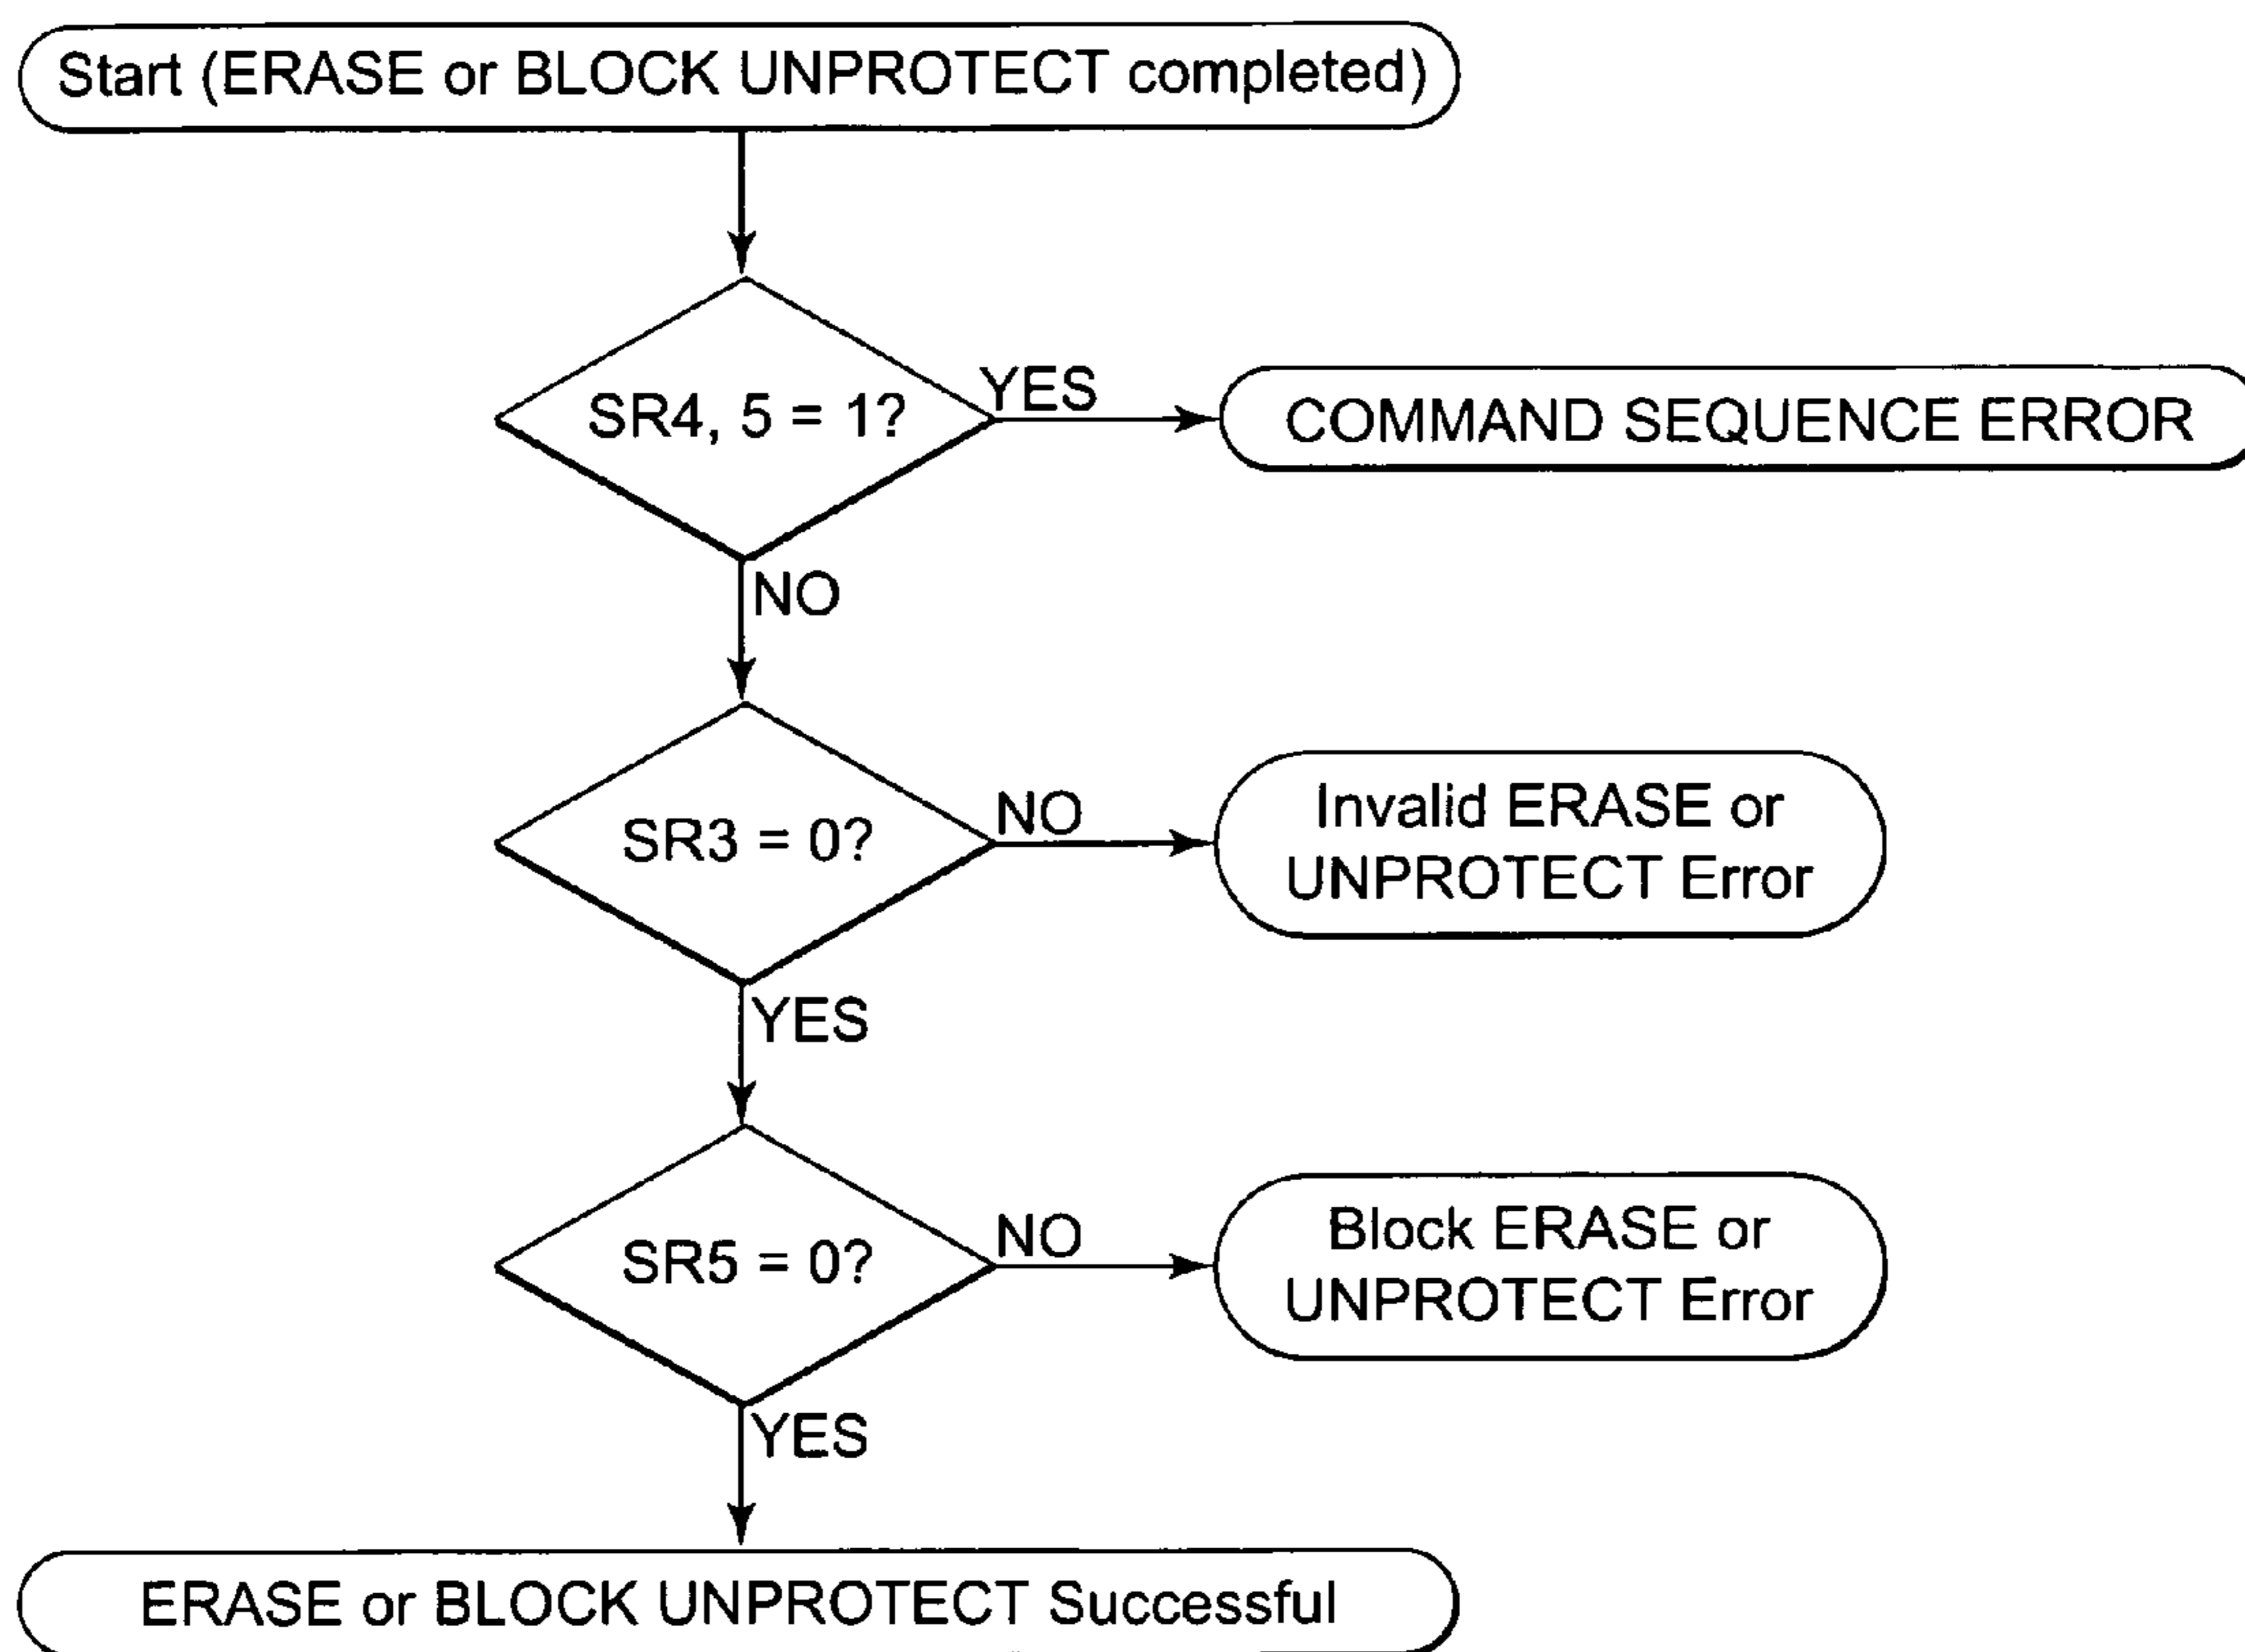 Start (ERASE or BLOCK UNPROTECT completed)
SR4, 5 = 1?
YES
COMMAND SEQUENCE ERROR
NO
SR3 = 0?
NO
Invalid ERASE or
UNPROTECT Error
YES
SR5 = 0?
NO
Block ERASE or
UNPROTECT Error
YES
ERASE or BLOCK UNPROTECT Successful